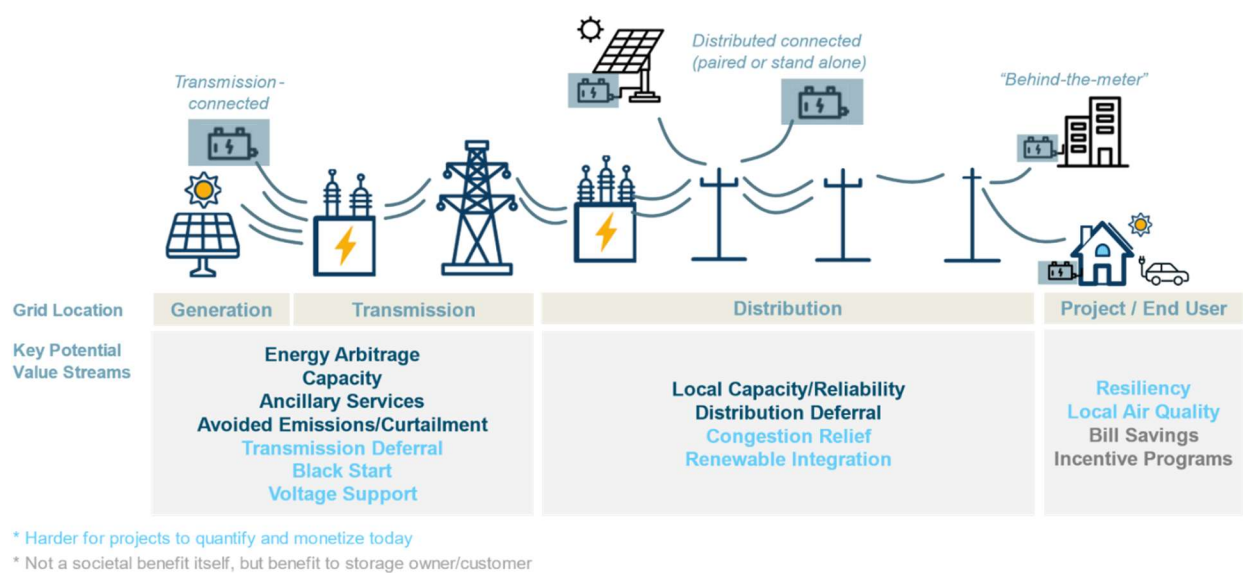 Transmission-
connected
Distributed connected
(paired or stand alone)
“Behind-the-meter”
Grid Location
Generation
Transmission
Distribution
Project / End User
Key Potential
Value Streams
Energy Arbitrage
Capacity
Ancillary Services
Avoided Emissions/Curtailment
Transmission Deferral
Black Start
Voltage Support
Local Capacity/Reliability
Distribution Deferral
Congestion Relief
Renewable Integration
Resiliency
Local Air Quality
Bill Savings
Incentive Programs
* Harder for projects to quantify and monetize today
* Not a societal benefit itself, but benefit to storage owner/customer